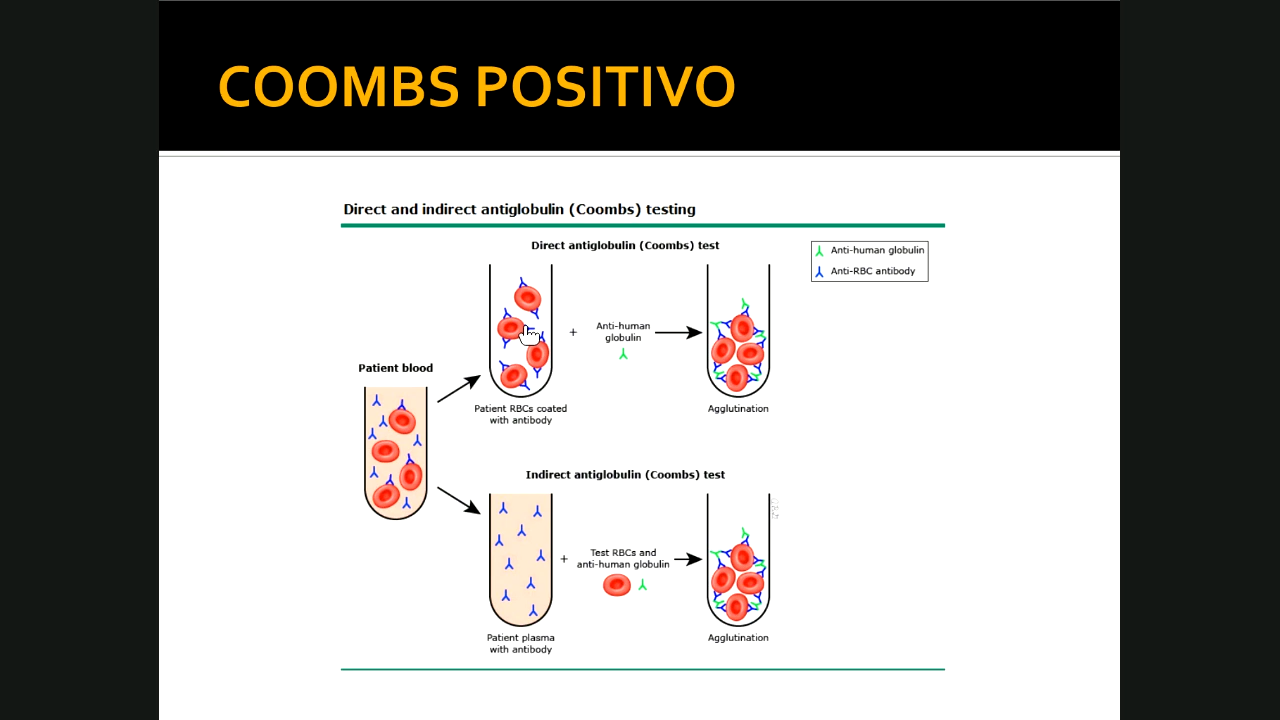 COOMBS POSITIVO
Direct and indirect antiglobulin (Coombs) testing
Direct antiglobulin (Coombs) test
Anti-human globulin
Anti-RBC antibody
+
Anti-human
globulin
Patient blood
Patient RBCs coated
with antibody
Agglutination
Indirect antiglobulin (Coombs) test
+
Test RBCs and
anti-human globulin
Patient plasma
with antibody
Agglutination